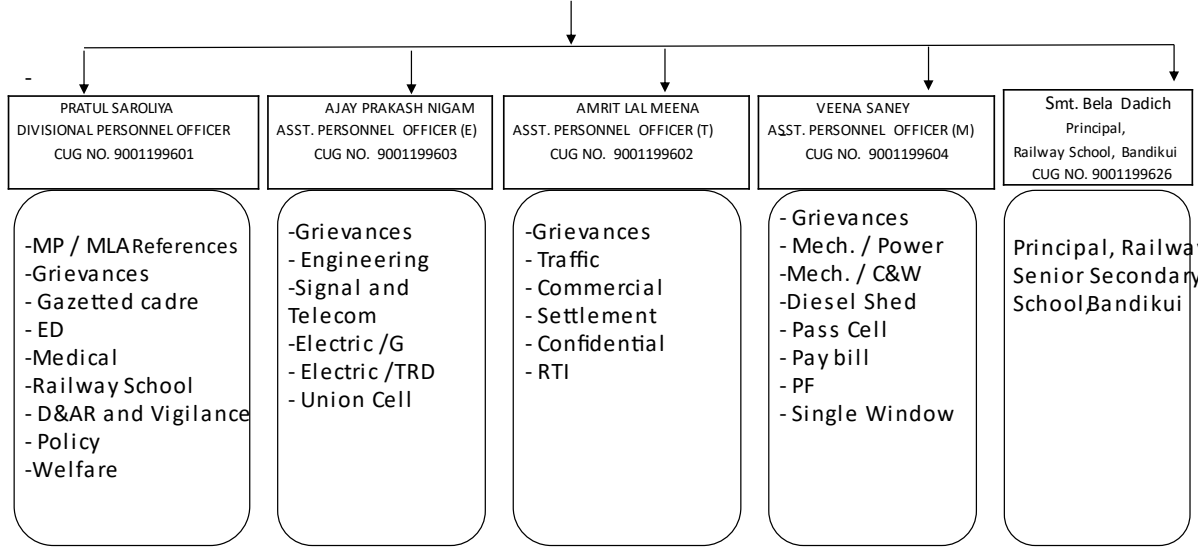 -
PRATUL SAROLIYA
DIVISIONAL PERSONNEL OFFICER
CUG NO. 9001199601
AJAY PRAKASH NIGAM
ASST. PERSONNEL OFFICER (E)
CUG NO. 9001199603
AMRIT LAL MEENA
ASST. PERSONNEL OFFICER (T)
CUG NO. 9001199602
VEENA SANEY
ASST. PERSONNEL OFFICER (M)
CUG NO. 9001199604
Smt. Bela Dadich
Principal,
Railway School, Bandikui
CUG NO. 9001199626
-MP / MLA References
-Grievances
- Gazetted cadre
- ED
-Medical
-Railway School
- D&AR and Vigilance
- Policy
-Welfare
-Grievances
- Engineering
-Signal and
Telecom
-Electric /G
- Electric /TRD
- Union Cell
-Grievances
- Traffic
- Commercial
- Settlement
- Confidential
- RTI
- Grievances
- Mech. / Power
-Mech. / C&W
-Diesel Shed
- Pass Cell
- Pay bill
- PF
- Single Window
Principal, Railway
Senior Secondary
School,Bandikui